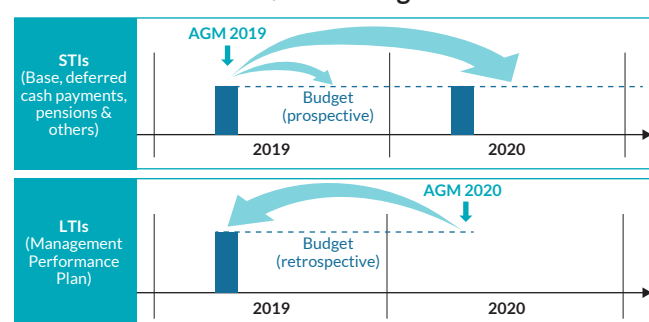 AGM 2019
STIs
(Base, deferred
cash payments,
pensions &
others)
Budget
(prospective)
2019
2020
AGM 2020
LTIs
(Management
Performance
Plan)
Budget
(retrospective)
2019
2020